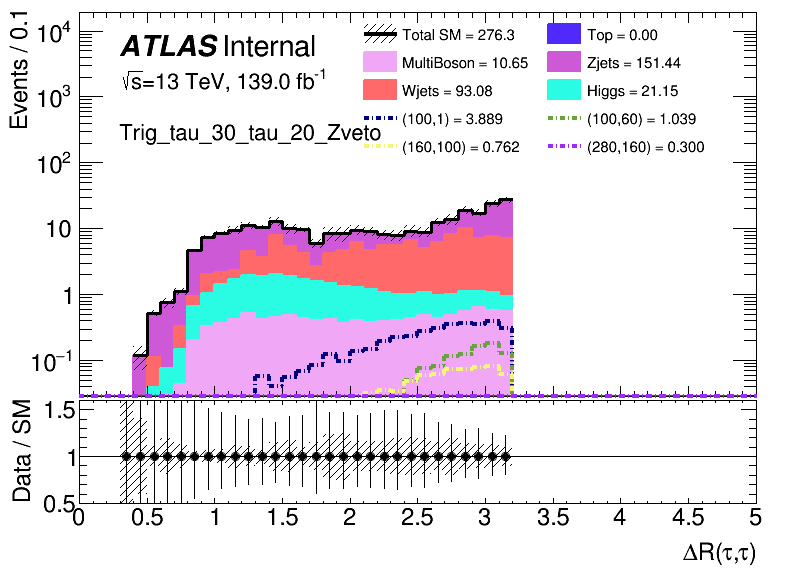 Events / 0.1
10⁴
10³
10²
10
1
10⁻¹
ATLAS Internal
√s=13 TeV, 139.0 fb⁻¹
Trig_tau_30_tau_20_Zveto
Total SM = 276.3
Top = 0.00
MultiBoson = 10.65
Zjets = 151.44
Wjets = 93.08
Higgs = 21.15
(100,1) = 3.889
(100,60) = 1.039
(160,100) = 0.762
(280,160) = 0.300
Data / SM
1.5
1
0.5
0 0.5 1 1.5 2 2.5 3 3.5 4 4.5 5
ΔR(τ,τ)